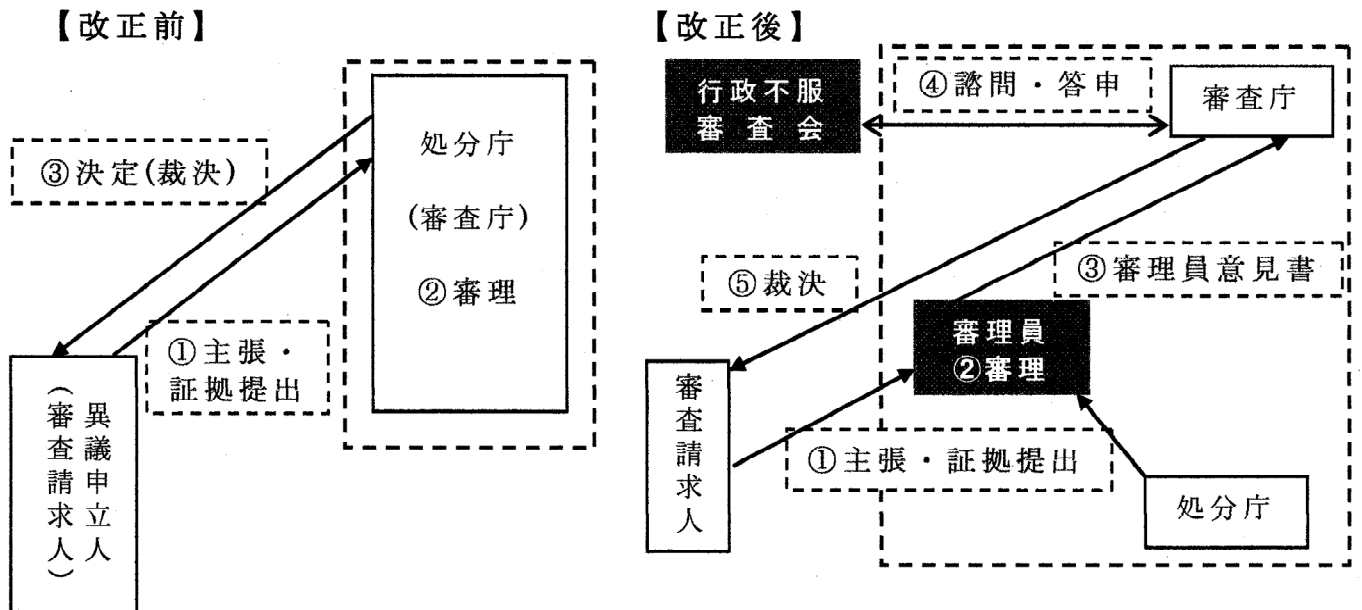 【改正前】
処分庁
(審査庁)
②審理
③決定(裁決)
①主張・
証拠提出
異議申立人
(審査請求人)
【改正後】
行政不服
審査会
④諮問・答申
審査庁
⑤裁決
③審理員意見書
審理員
②審理
審査請求人
①主張・証拠提出
処分庁